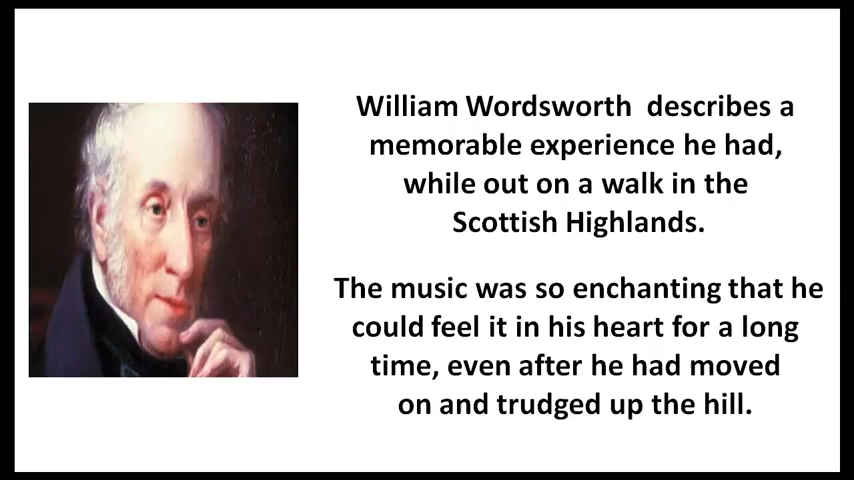 William Wordsworth describes a
memorable experience he had,
while out on a walk in the
Scottish Highlands.
The music was so enchanting that he
could feel it in his heart for a long
time, even after he had moved
on and trudged up the hill.